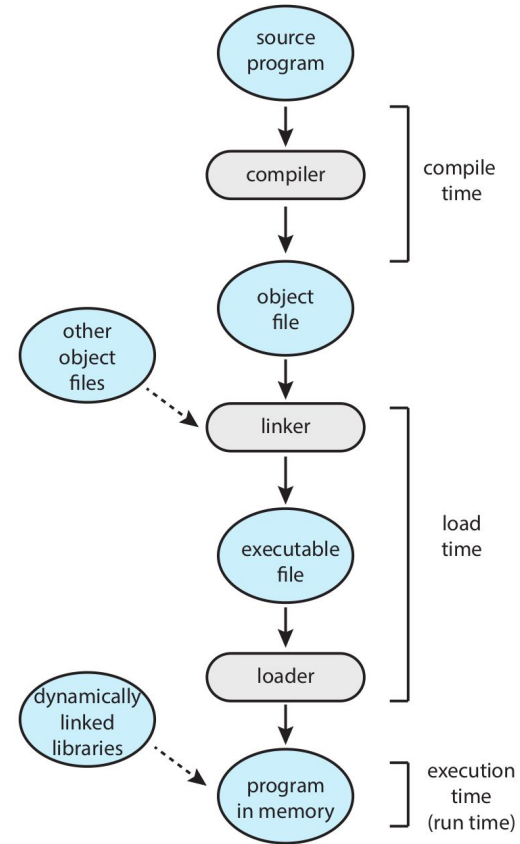 source
program
compiler
compile
time
object
file
other
object
files
linker
load
time
executable
file
loader
dynamically
linked
libraries
program
in memory
execution
time
(run time)